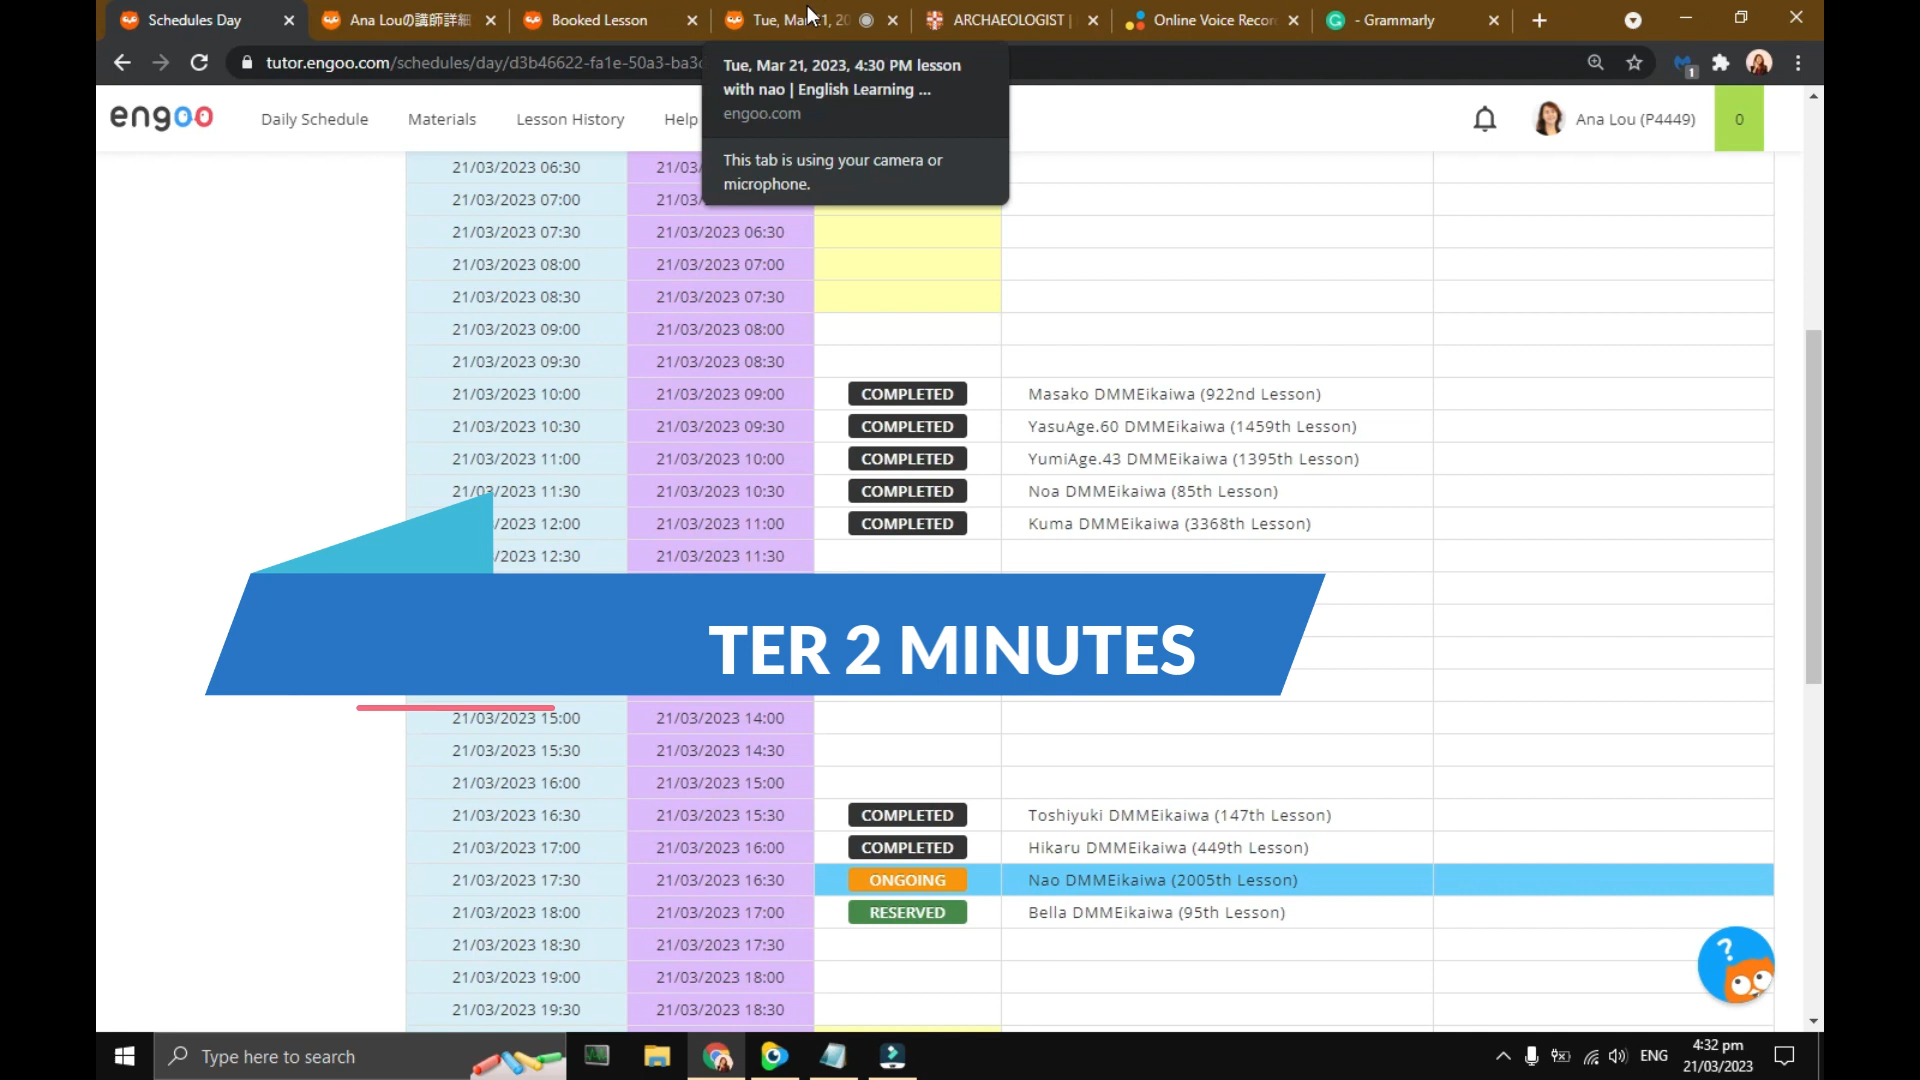 Schedules Day
Ana Louの講師詳細
Booked Lesson
Tue, Mar 21, 20
ARCHAEOLOGIST |
Online Voice Recor
- Grammarly
tutor.engoo.com/schedules/day/d3b46622-fa1e-50a3-ba3c
Tue, Mar 21, 2023, 4:30 PM lesson
with nao | English Learning ...
engoo.com
This tab is using your camera or
microphone.
1
engoo
Daily Schedule
Materials
Lesson History
Help
Ana Lou (P4449)
0
21/03/2023 06:30 21/03/
21/03/2023 07:00 21/03/
21/03/2023 07:30 21/03/2023 06:30
21/03/2023 08:00 21/03/2023 07:00
21/03/2023 08:30 21/03/2023 07:30
21/03/2023 09:00 21/03/2023 08:00
21/03/2023 09:30 21/03/2023 08:30
21/03/2023 10:00 21/03/2023 09:00 COMPLETED Masako DMMEikaiwa (922nd Lesson)
21/03/2023 10:30 21/03/2023 09:30 COMPLETED YasuAge.60 DMMEikaiwa (1459th Lesson)
21/03/2023 11:00 21/03/2023 10:00 COMPLETED YumiAge.43 DMMEikaiwa (1395th Lesson)
21/03/2023 11:30 21/03/2023 10:30 COMPLETED Noa DMMEikaiwa (85th Lesson)
/2023 12:00 21/03/2023 11:00 COMPLETED Kuma DMMEikaiwa (3368th Lesson)
/2023 12:30 21/03/2023 11:30
TER 2 MINUTES
21/03/2023 15:00 21/03/2023 14:00
21/03/2023 15:30 21/03/2023 14:30
21/03/2023 16:00 21/03/2023 15:00
21/03/2023 16:30 21/03/2023 15:30 COMPLETED Toshiyuki DMMEikaiwa (147th Lesson)
21/03/2023 17:00 21/03/2023 16:00 COMPLETED Hikaru DMMEikaiwa (449th Lesson)
21/03/2023 17:30 21/03/2023 16:30 ONGOING Nao DMMEikaiwa (2005th Lesson)
21/03/2023 18:00 21/03/2023 17:00 RESERVED Bella DMMEikaiwa (95th Lesson)
21/03/2023 18:30 21/03/2023 17:30
21/03/2023 19:00 21/03/2023 18:00
21/03/2023 19:30 21/03/2023 18:30
?
Type here to search
ENG
4:32 pm
21/03/2023